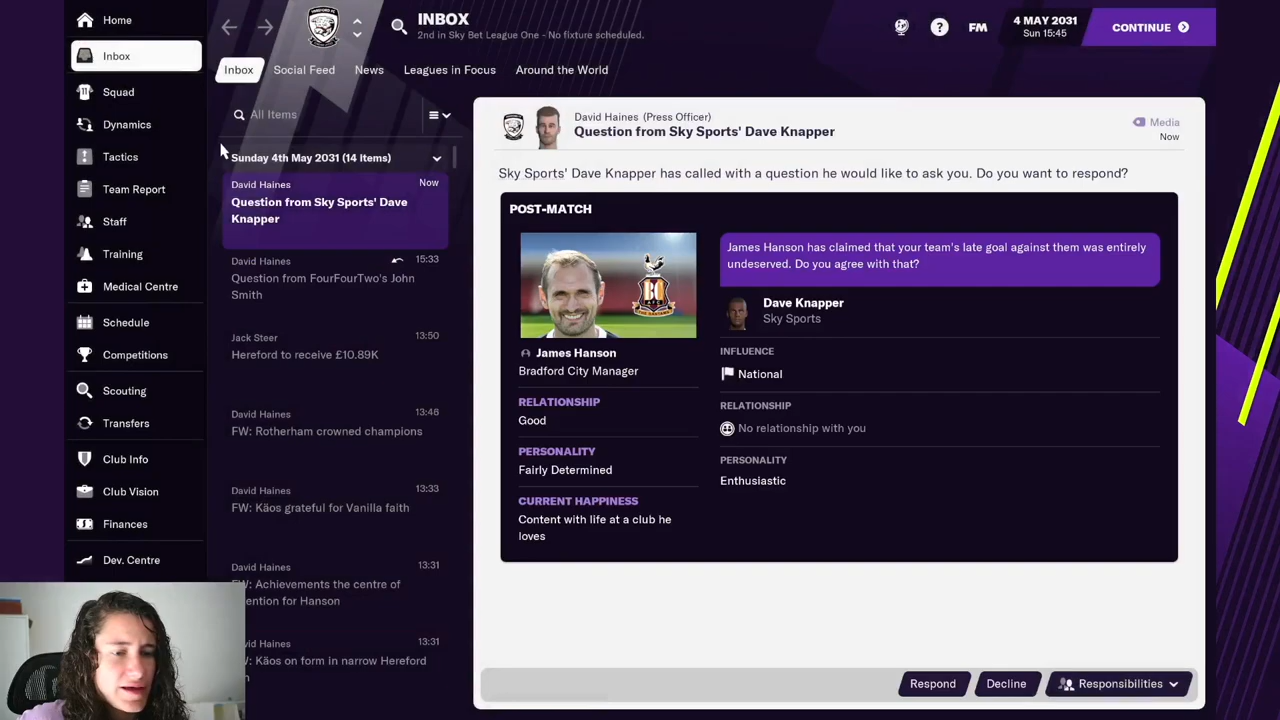 Home
INBOX
2nd in Sky Bet League One - No fixture scheduled.
?
FM
4 MAY 2031
Sun 15:45
CONTINUE
Inbox
Squad
Dynamics
Tactics
Team Report
Staff
Training
Medical Centre
Schedule
Competitions
Scouting
Transfers
Club Info
Club Vision
Finances
Dev. Centre
Inbox
Social Feed
News
Leagues in Focus
Around the World
All Items
Sunday 4th May 2031 (14 items)
David Haines
Now
Question from Sky Sports' Dave
Knapper
David Haines
15:33
Question from FourFourTwo's John
Smith
Jack Steer
13:50
Hereford to receive £10.89K
David Haines
13:46
FW: Rotherham crowned champions
David Haines
13:33
FW: Käos grateful for Vanilla faith
David Haines
13:31
FW: Achievements the centre of
ention for Hanson
David Haines
13:31
W: Käos on form in narrow Hereford
n
David Haines (Press Officer)
Question from Sky Sports' Dave Knapper
Media
Now
Sky Sports' Dave Knapper has called with a question he would like to ask you. Do you want to respond?
POST-MATCH
James Hanson
Bradford City Manager
RELATIONSHIP
Good
PERSONALITY
Fairly Determined
CURRENT HAPPINESS
Content with life at a club he
loves
James Hanson has claimed that your team's late goal against them was entirely
undeserved. Do you agree with that?
Dave Knapper
Sky Sports
INFLUENCE
National
RELATIONSHIP
No relationship with you
PERSONALITY
Enthusiastic
Respond
Decline
Responsibilities